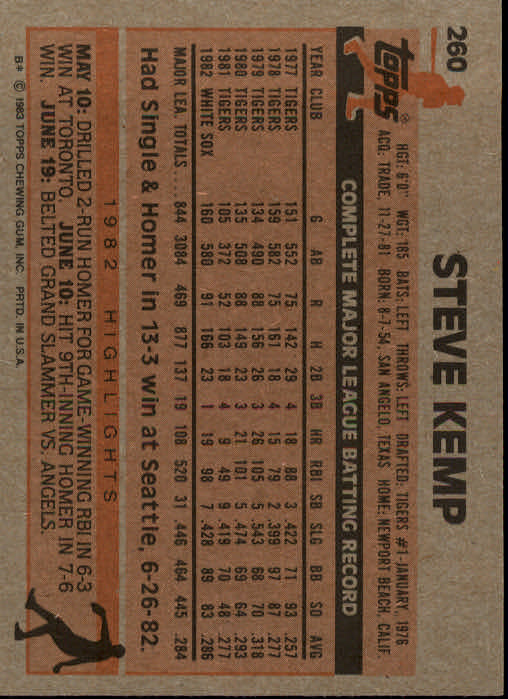 260
STEVE KEMP
topps®
HGT: 6'0" WGT: 185 BATS: LEFT THROWS: LEFT DRAFTED: TIGERS #1-JANUARY, 1976
ACQ: TRADE, 11-27-81 BORN: 8-7-54, SAN ANGELO, TEXAS HOME: NEWPORT BEACH, CALIF
COMPLETE MAJOR LEAGUE BATTING RECORD
YEAR CLUB G AB R H 2B 3B HR RBI SB SLG BB SO AVG
1977 TIGERS 151 552 75 142 29 4 18 88 3 .422 71 93 .257
1978 TIGERS 159 582 75 161 18 4 15 79 2 .399 97 87 .277
1979 TIGERS 134 490 88 156 26 3 26 105 5 .543 68 70 .318
1980 TIGERS 135 508 88 149 23 3 21 101 5 .474 69 64 .293
1981 TIGERS 105 372 52 103 18 4 9 49 9 .419 70 48 .277
1982 WHITE SOX 160 580 91 166 23 1 19 98 7 .428 89 83 .286
MAJOR LEA. TOTALS .... 844 3084 469 877 137 19 108 520 31 .446 464 445 .284
Had Single & Homer in 13-3 win at Seattle, 6-26-82.
1982 HIGHLIGHTS
MAY 10: DRILLED 2-RUN HOMER FOR GAME-WINNING RBI IN 6-3
WIN AT TORONTO. JUNE 10: HIT 9TH-INNING HOMER IN 7-6
WIN. JUNE 19: BELTED GRAND SLAMMER VS. ANGELS.
B* © 1983 TOPPS CHEWING GUM, INC. PRTD. IN U.S.A.